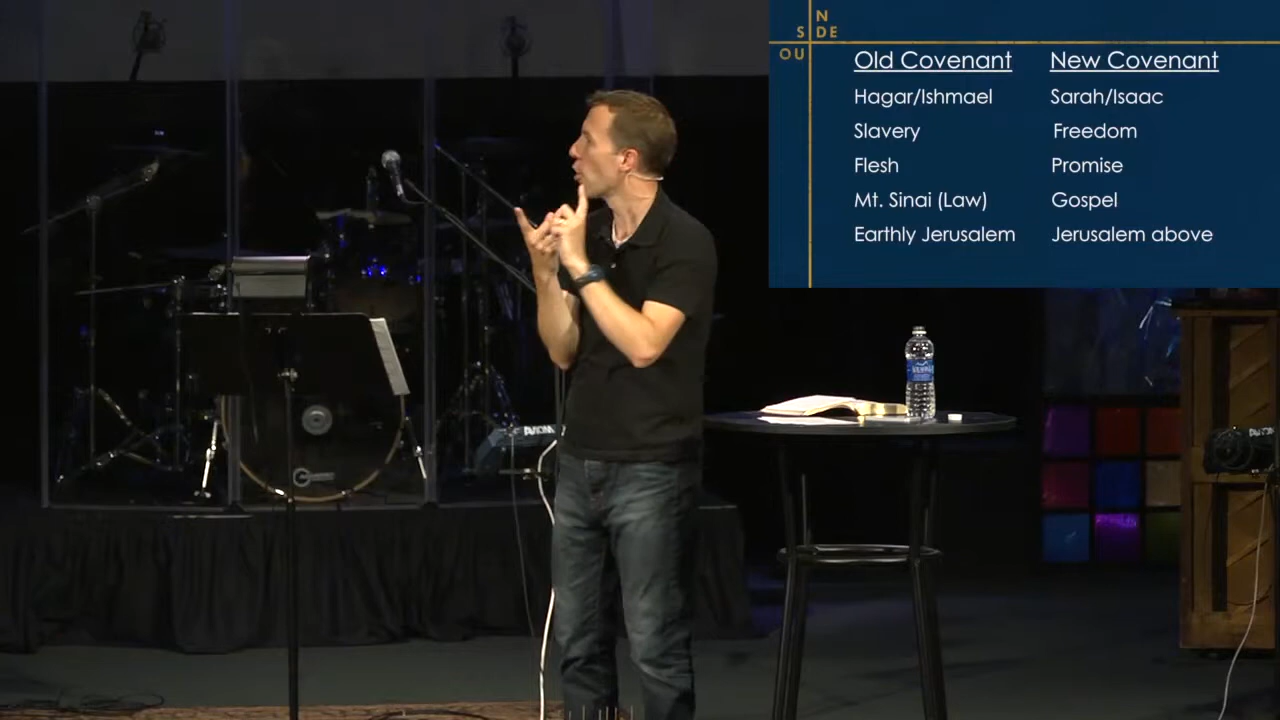 N
S DE
OU
Old Covenant New Covenant
Hagar/Ishmael Sarah/Isaac
Slavery Freedom
Flesh Promise
Mt. Sinai (Law) Gospel
Earthly Jerusalem Jerusalem above